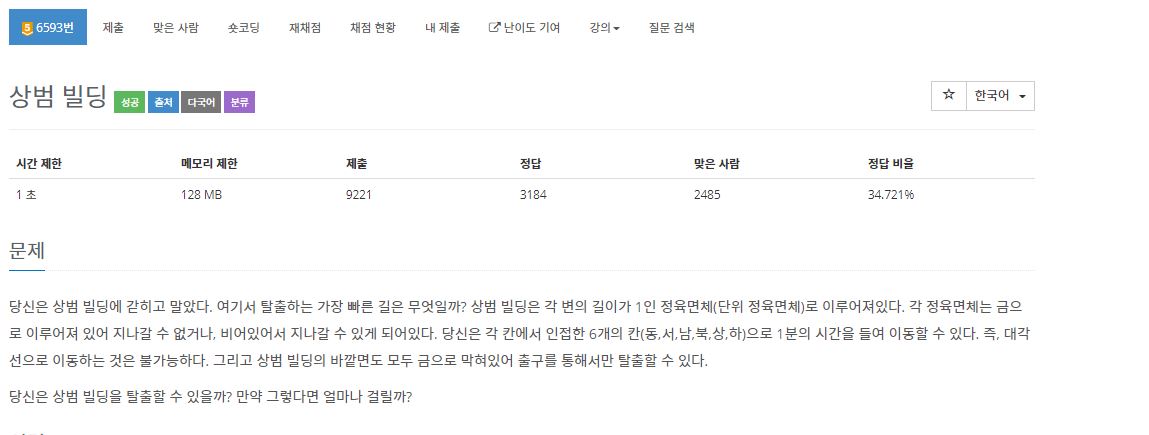 5 6593번 제출 맞은 사람 숏코딩 재채점 채점 현황 내 제출 난이도 기여 강의 질문 검색
상범 빌딩 성공 출처 다국어 분류 ☆ 한국어
시간 제한 메모리 제한 제출 정답 맞은 사람 정답 비율
1 초 128 MB 9221 3184 2485 34.721%
문제
당신은 상범 빌딩에 갇히고 말았다. 여기서 탈출하는 가장 빠른 길은 무엇일까? 상범 빌딩은 각 변의 길이가 1인 정육면체(단위 정육면체)로 이루어져있다. 각 정육면체는 금으
로 이루어져 있어 지나갈 수 없거나, 비어있어서 지나갈 수 있게 되어있다. 당신은 각 칸에서 인접한 6개의 칸(동,서,남,북,상,하)으로 1분의 시간을 들여 이동할 수 있다. 즉, 대각
선으로 이동하는 것은 불가능하다. 그리고 상범 빌딩의 바깥면도 모두 금으로 막혀있어 출구를 통해서만 탈출할 수 있다.
당신은 상범 빌딩을 탈출할 수 있을까? 만약 그렇다면 얼마나 걸릴까?